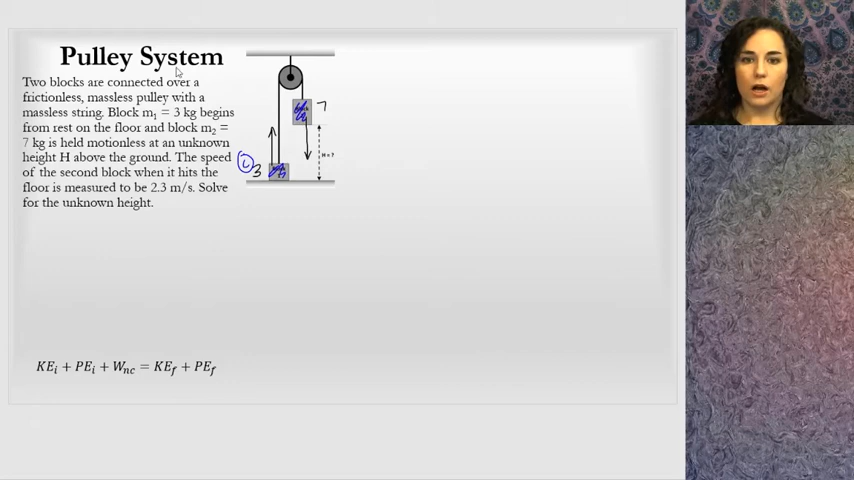 Pulley System
Two blocks are connected over a
frictionless, massless pulley with a
massless string. Block m₁ = 3 kg begins
from rest on the floor and block m₂ =
7 kg is held motionless at an unknown
height H above the ground. The speed
of the second block when it hits the
floor is measured to be 2.3 m/s. Solve
for the unknown height.
7
H = ?
3
KEᵢ + PEᵢ + Wₙc = KE_f + PE_f